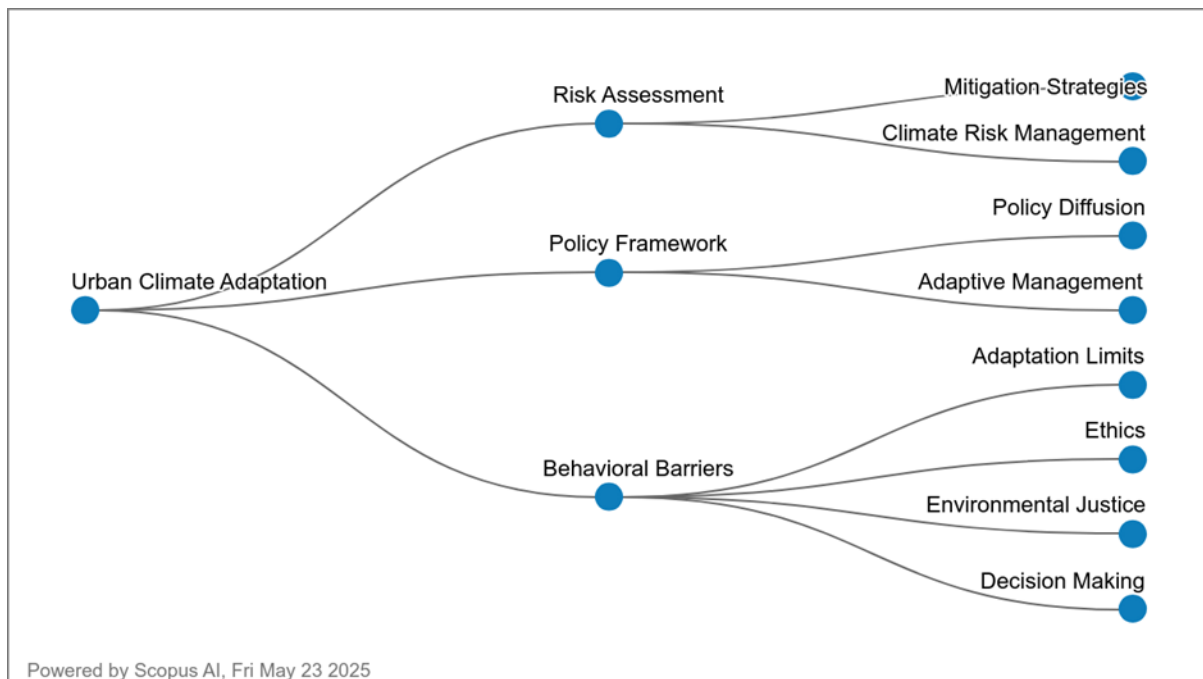 Mitigation Strategies
Risk Assessment
Climate Risk Management
Policy Diffusion
Policy Framework
Urban Climate Adaptation
Adaptive Management
Adaptation Limits
Ethics
Behavioral Barriers
Environmental Justice
Decision Making
Powered by Scopus AI, Fri May 23 2025